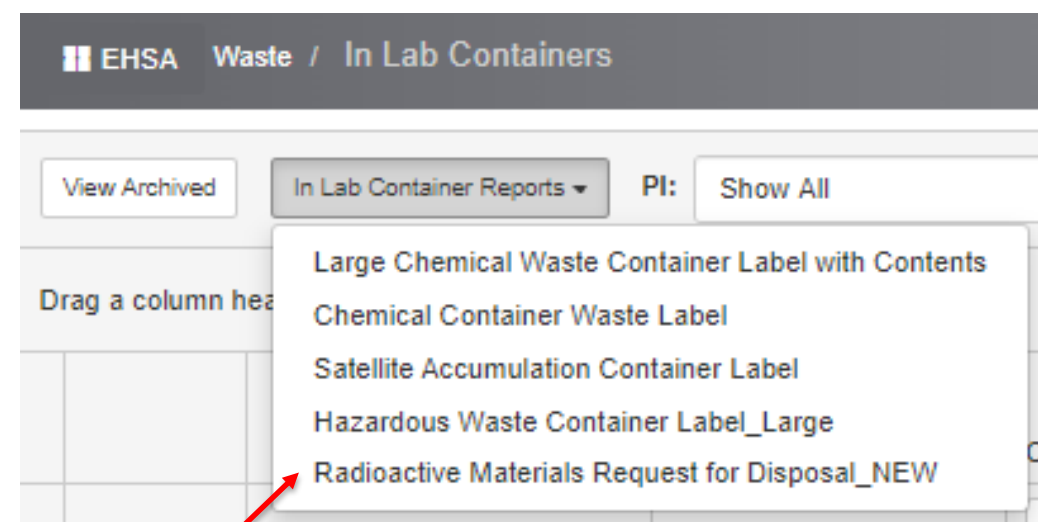 EHSA Waste / In Lab Containers
View Archived In Lab Container Reports PI: Show All
Large Chemical Waste Container Label with Contents
Drag a column hea
Chemical Container Waste Label
Satellite Accumulation Container Label
Hazardous Waste Container Label_Large
Radioactive Materials Request for Disposal_NEW